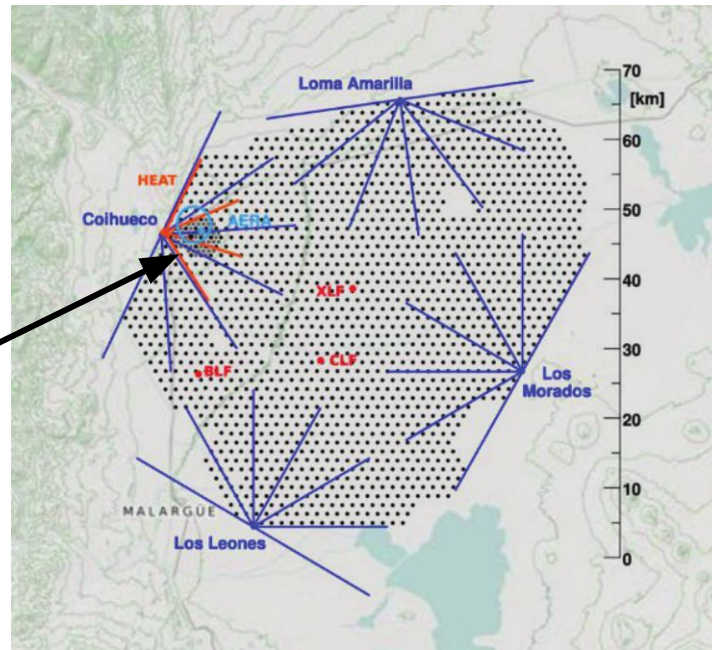 Loma Amarilla
70
[km]
60
HEAT
Coihueco
AERA
50
40
XLF
30
BLF
CLF
Los
Morados
20
10
MALARGÜE
Los Leones
0